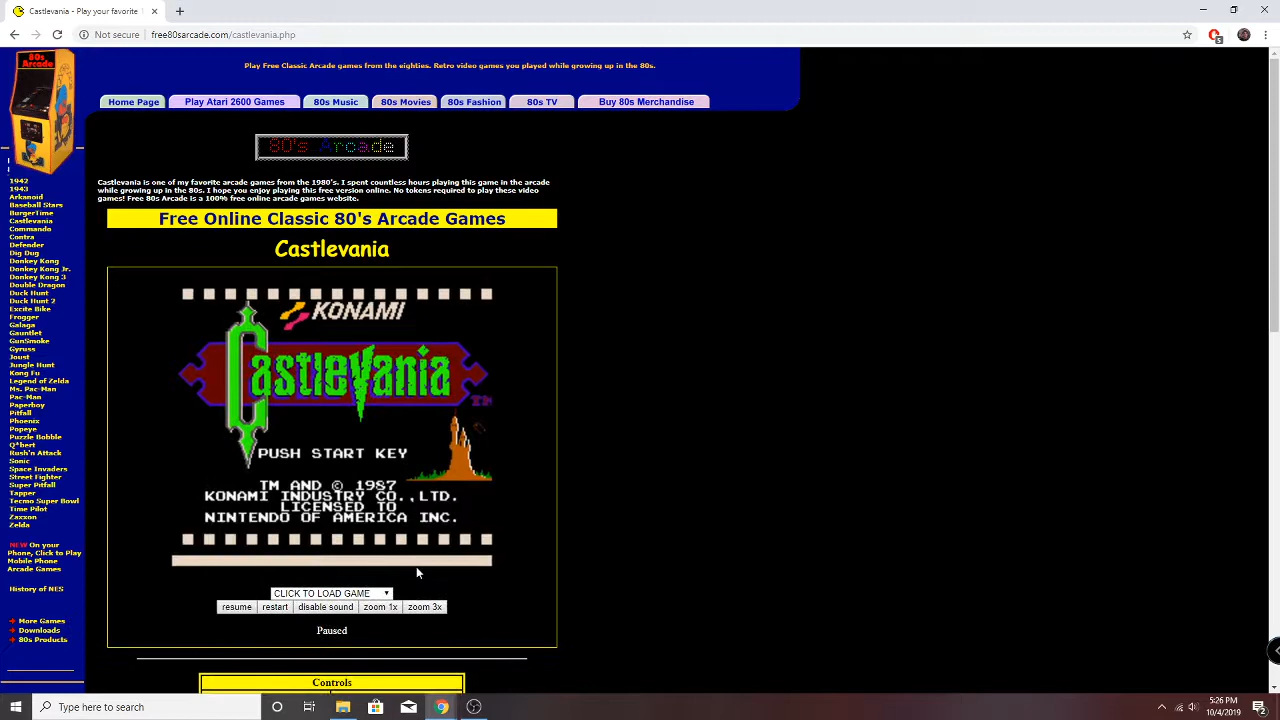 Castlevania - Play your favorite
Not secure | free80sarcade.com/castlevania.php
5
80s
Arcade
Play Free Classic Arcade games from the eighties. Retro video games you played while growing up in the 80s.
Home Page
Play Atari 2600 Games
80s Music
80s Movies
80s Fashion
80s TV
Buy 80s Merchandise
80's Arcade
Castlevania is one of my favorite arcade games from the 1980's. I spent countless hours playing this game in the arcade
while growing up in the 80s. I hope you enjoy playing this free version online. No tokens required to play these video
games! Free 80s Arcade is a 100% free online arcade games website.
Free Online Classic 80's Arcade Games
Castlevania
1942
1943
Arkanoid
Baseball Stars
BurgerTime
Castlevania
Commando
Contra
Defender
Dig Dug
Donkey Kong
Donkey Kong Jr.
Donkey Kong 3
Double Dragon
Duck Hunt
Duck Hunt 2
Excite Bike
Frogger
Galaga
Gauntlet
GunSmoke
Gyruss
Joust
Jungle Hunt
Kong Fu
Legend of Zelda
Ms. Pac-Man
Pac-Man
Paperboy
Pitfall
Phoenix
Popeye
Puzzle Bobble
Q*bert
Rush'n Attack
Sonic
Space Invaders
Street Fighter
Super Pitfall
Tapper
Tecmo Super Bowl
Time Pilot
Zaxxon
Zelda
NEW On your
Phone, Click to Play
Mobile Phone
Arcade Games
History of NES
More Games
Downloads
80s Products
KONAMI
Castlevania
TM
PUSH START KEY
TM AND © 1987
KONAMI INDUSTRY CO.,LTD.
LICENSED TO
NINTENDO OF AMERICA INC.
CLICK TO LOAD GAME
resume
restart
disable sound
zoom 1x
zoom 3x
Paused
Controls
Type here to search
5:26 PM
10/4/2019
2